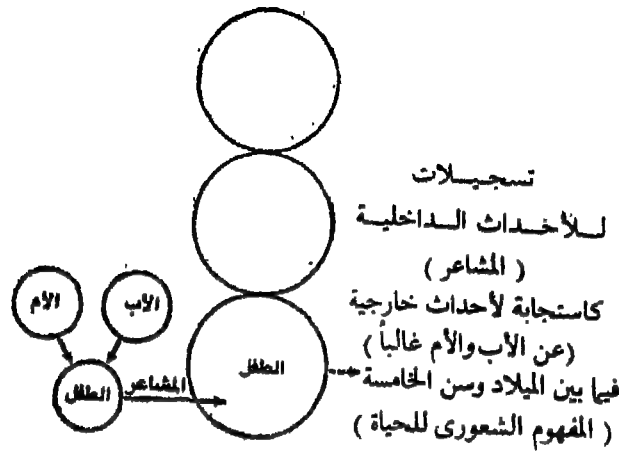 تسجيلات
للأحداث الداخلية
( المشاعر )
كاستجابة لأحداث خارجية
(عن الأب والأم غالباً)
فيما بين الميلاد وسن الخامسة
( المفهوم الشعورى للحياة )
الأم
الأب
الطفل
المشاعر
الطفل